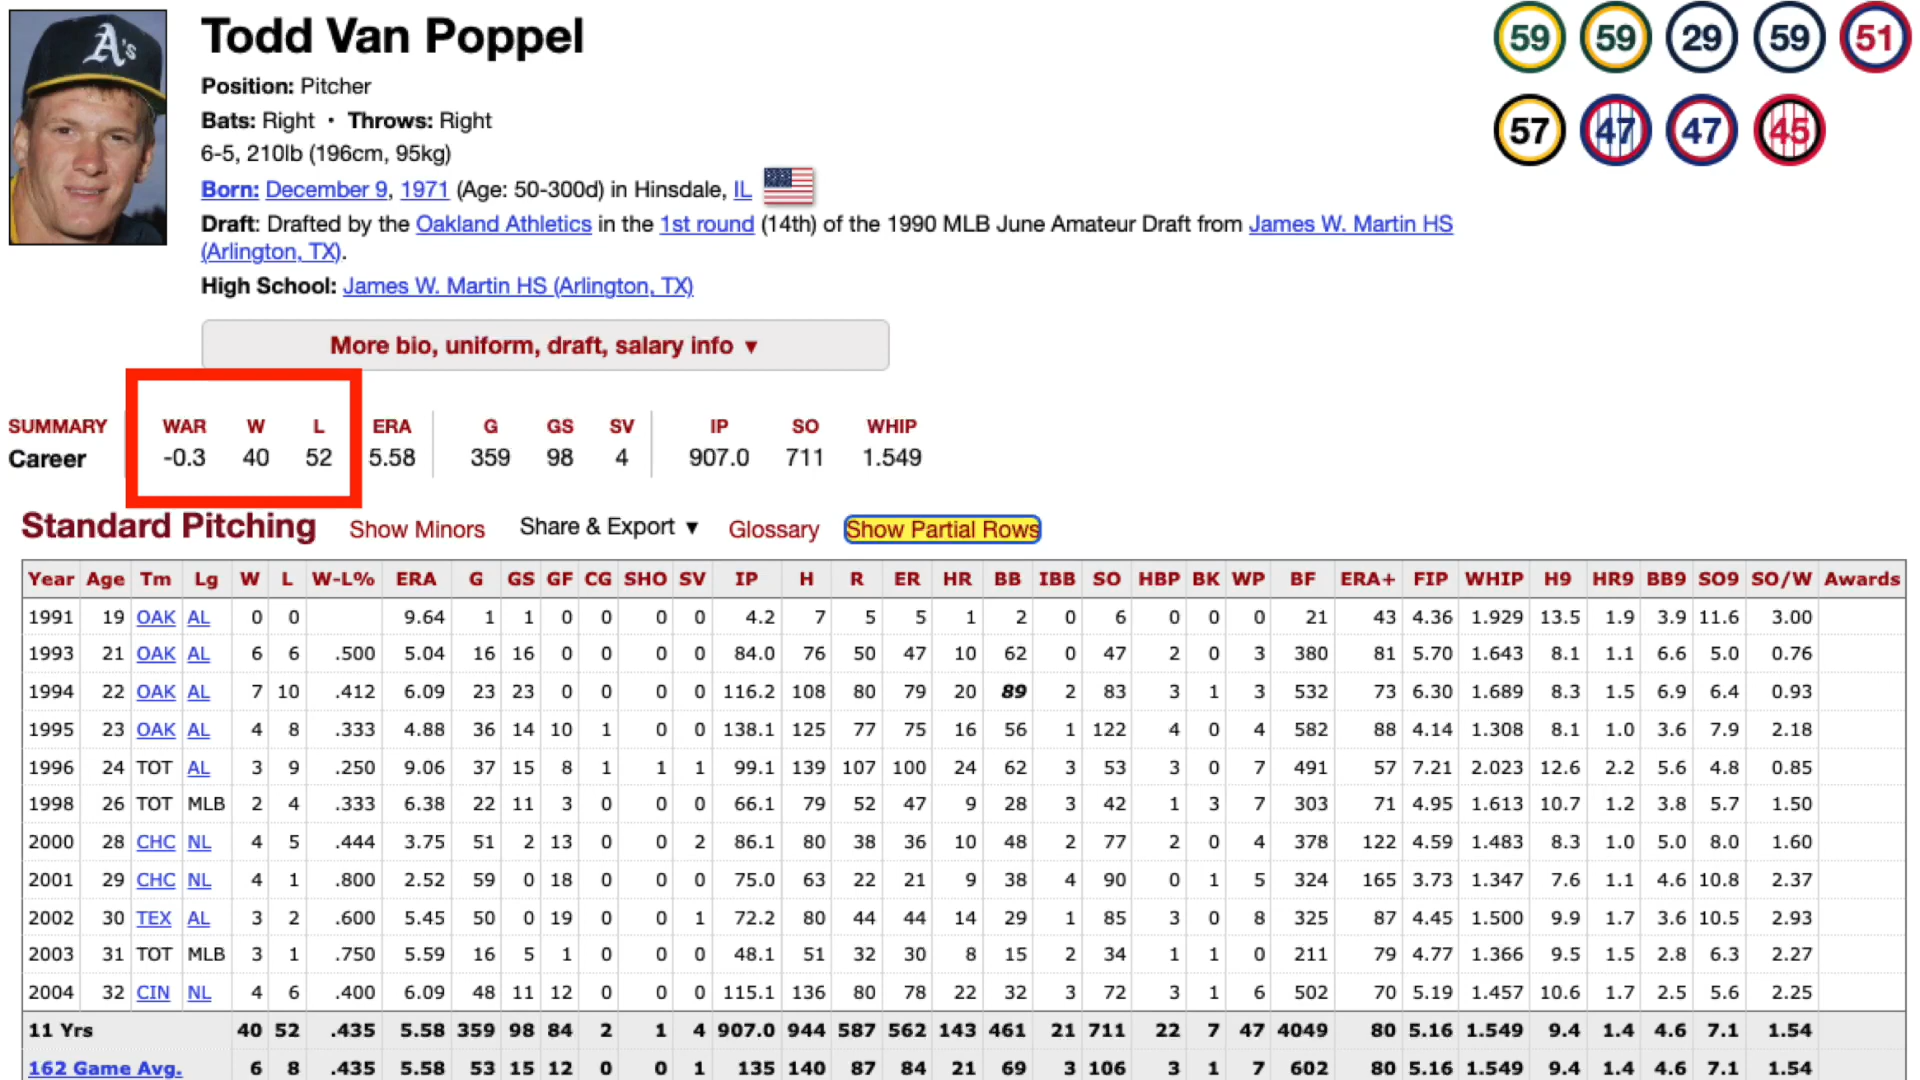 A's
Todd Van Poppel
Position: Pitcher
Bats: Right • Throws: Right
6-5, 210lb (196cm, 95kg)
Born: December 9, 1971 (Age: 50-300d) in Hinsdale, IL
Draft: Drafted by the Oakland Athletics in the 1st round (14th) of the 1990 MLB June Amateur Draft from James W. Martin HS
(Arlington, TX).
High School: James W. Martin HS (Arlington, TX)
More bio, uniform, draft, salary info ▼
59 59 29 59 51
57 47 47 45
SUMMARY WAR W L ERA G GS SV IP SO WHIP
Career -0.3 40 52 5.58 359 98 4 907.0 711 1.549
Standard Pitching Show Minors Share & Export ▼ Glossary Show Partial Rows
Year Age Tm Lg W L W-L% ERA G GS GF CG SHO SV IP H R ER HR BB IBB SO HBP BK WP BF ERA+ FIP WHIP H9 HR9 BB9 SO9 SO/W Awards
1991 19 OAK AL 0 0 9.64 1 1 0 0 0 0 4.2 7 5 5 1 2 0 6 0 0 0 21 43 4.36 1.929 13.5 1.9 3.9 11.6 3.00
1993 21 OAK AL 6 6 .500 5.04 16 16 0 0 0 0 84.0 76 50 47 10 62 0 47 2 0 3 380 81 5.70 1.643 8.1 1.1 6.6 5.0 0.76
1994 22 OAK AL 7 10 .412 6.09 23 23 0 0 0 0 116.2 108 80 79 20 89 2 83 3 1 3 532 73 6.30 1.689 8.3 1.5 6.9 6.4 0.93
1995 23 OAK AL 4 8 .333 4.88 36 14 10 1 0 0 138.1 125 77 75 16 56 1 122 4 0 4 582 88 4.14 1.308 8.1 1.0 3.6 7.9 2.18
1996 24 TOT AL 3 9 .250 9.06 37 15 8 1 1 1 99.1 139 107 100 24 62 3 53 3 0 7 491 57 7.21 2.023 12.6 2.2 5.6 4.8 0.85
1998 26 TOT MLB 2 4 .333 6.38 22 11 3 0 0 0 66.1 79 52 47 9 28 3 42 1 3 7 303 71 4.95 1.613 10.7 1.2 3.8 5.7 1.50
2000 28 CHC NL 4 5 .444 3.75 51 2 13 0 0 2 86.1 80 38 36 10 48 2 77 2 0 4 378 122 4.59 1.483 8.3 1.0 5.0 8.0 1.60
2001 29 CHC NL 4 1 .800 2.52 59 0 18 0 0 0 75.0 63 22 21 9 38 4 90 0 1 5 324 165 3.73 1.347 7.6 1.1 4.6 10.8 2.37
2002 30 TEX AL 3 2 .600 5.45 50 0 19 0 0 1 72.2 80 44 44 14 29 1 85 3 0 8 325 87 4.45 1.500 9.9 1.7 3.6 10.5 2.93
2003 31 TOT MLB 3 1 .750 5.59 16 5 1 0 0 0 48.1 51 32 30 8 15 2 34 1 1 0 211 79 4.77 1.366 9.5 1.5 2.8 6.3 2.27
2004 32 CIN NL 4 6 .400 6.09 48 11 12 0 0 0 115.1 136 80 78 22 32 3 72 3 1 6 502 70 5.19 1.457 10.6 1.7 2.5 5.6 2.25
11 Yrs 40 52 .435 5.58 359 98 84 2 1 4 907.0 944 587 562 143 461 21 711 22 7 47 4049 80 5.16 1.549 9.4 1.4 4.6 7.1 1.54
162 Game Avg. 6 8 .435 5.58 53 15 12 0 0 1 135 140 87 84 21 69 3 106 3 1 7 602 80 5.16 1.549 9.4 1.4 4.6 7.1 1.54